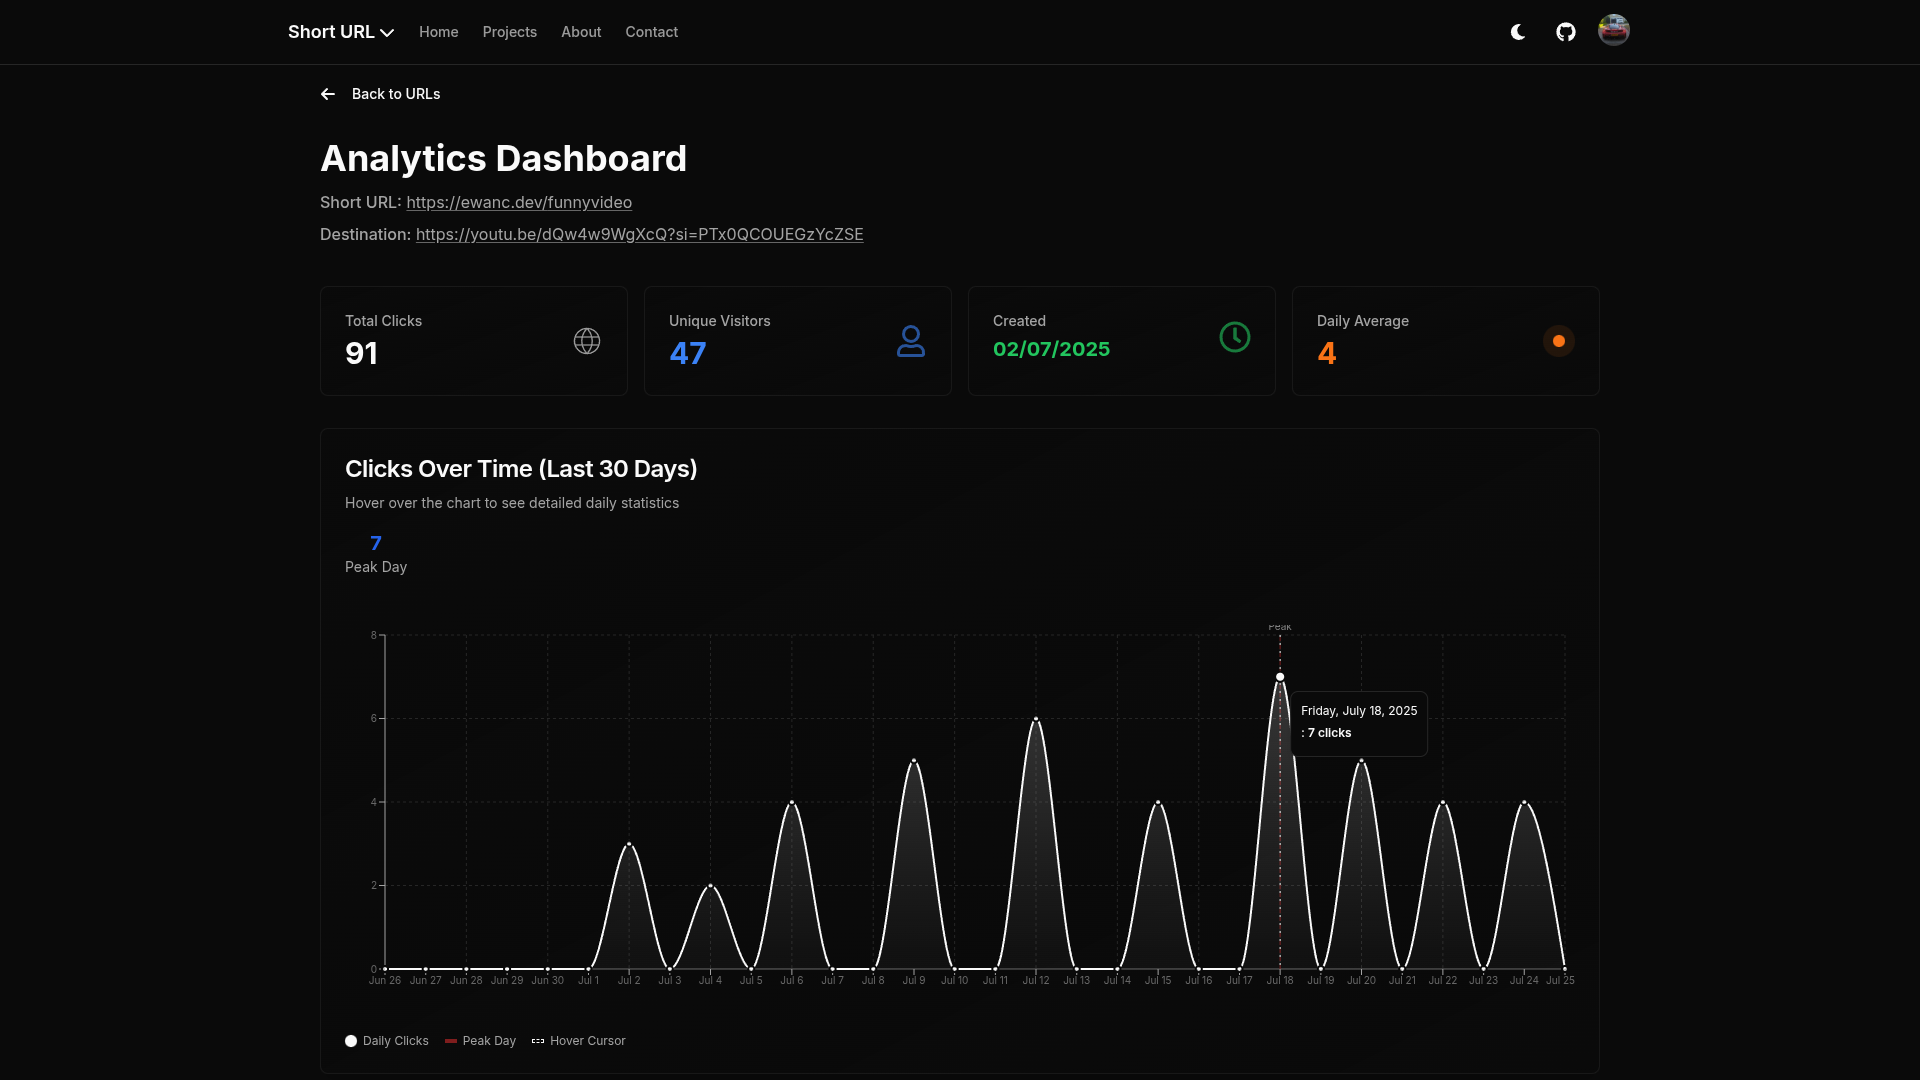 Short URL Home Projects About Contact
Back to URLs
Analytics Dashboard
Short URL: https://ewanc.dev/funnyvideo
Destination: https://youtu.be/dQw4w9WgXcQ?si=PTx0QCOUEGzYcZSE
Total Clicks
91
Unique Visitors
47
Created
02/07/2025
Daily Average
4
Clicks Over Time (Last 30 Days)
Hover over the chart to see detailed daily statistics
7
Peak Day
Peak
8
6
4
2
0
Friday, July 18, 2025
: 7 clicks
Jun 26 Jun 27 Jun 28 Jun 29 Jun 30 Jul 1 Jul 2 Jul 3 Jul 4 Jul 5 Jul 6 Jul 7 Jul 8 Jul 9 Jul 10 Jul 11 Jul 12 Jul 13 Jul 14 Jul 15 Jul 16 Jul 17 Jul 18 Jul 19 Jul 20 Jul 21 Jul 22 Jul 23 Jul 24 Jul 25
Daily Clicks Peak Day Hover Cursor